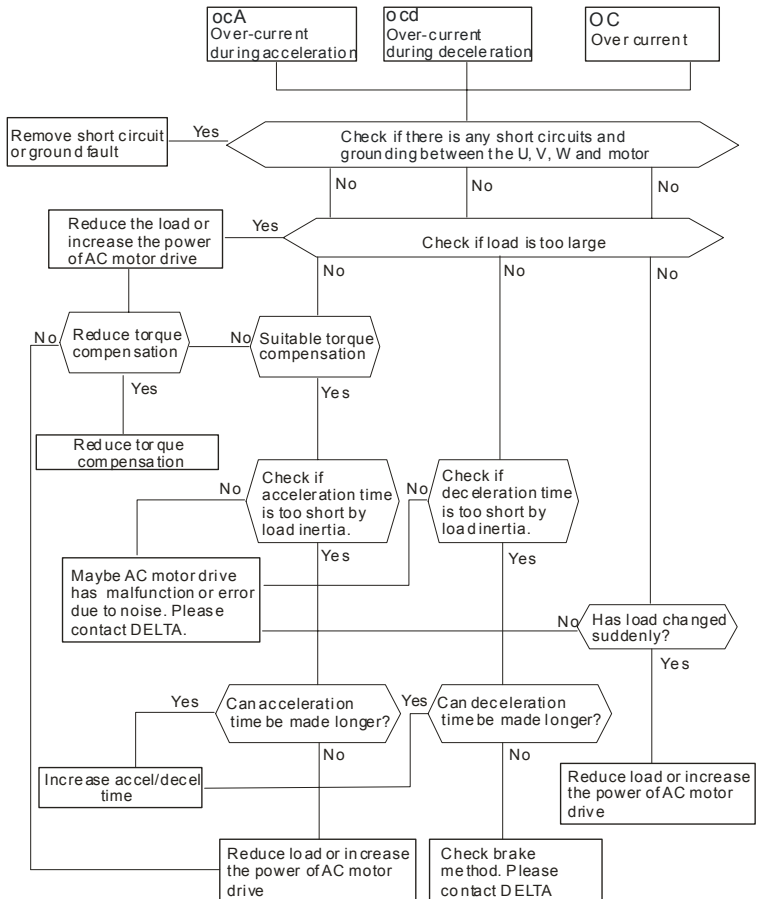 ocA
Over-current
during acceleration
ocd
Over-current
during deceleration
OC
Over current
Remove short circuit
or ground fault
Yes
Check if there is any short circuits and
grounding between the U, V, W and motor
No
No
No
Reduce the load or
increase the power
of AC motor drive
Yes
Check if load is too large
No
No
No
No
Reduce torque
compensation
No
Suitable torque
compensation
Yes
Yes
Reduce torque
compensation
No
Check if
acceleration time
is too short by
load inertia.
No
Check if
deceleration time
is too short by
load inertia.
Yes
Yes
Maybe AC motor drive
has malfunction or error
due to noise. Please
contact DELTA.
No
Has load changed
suddenly?
Yes
Yes
Can acceleration
time be made longer?
Yes
Can deceleration
time be made longer?
No
No
Increase accel/decel
time
Reduce load or increase
the power of AC motor
drive
Reduce load or increase
the power of AC motor
drive
Check brake
method. Please
contact DELTA